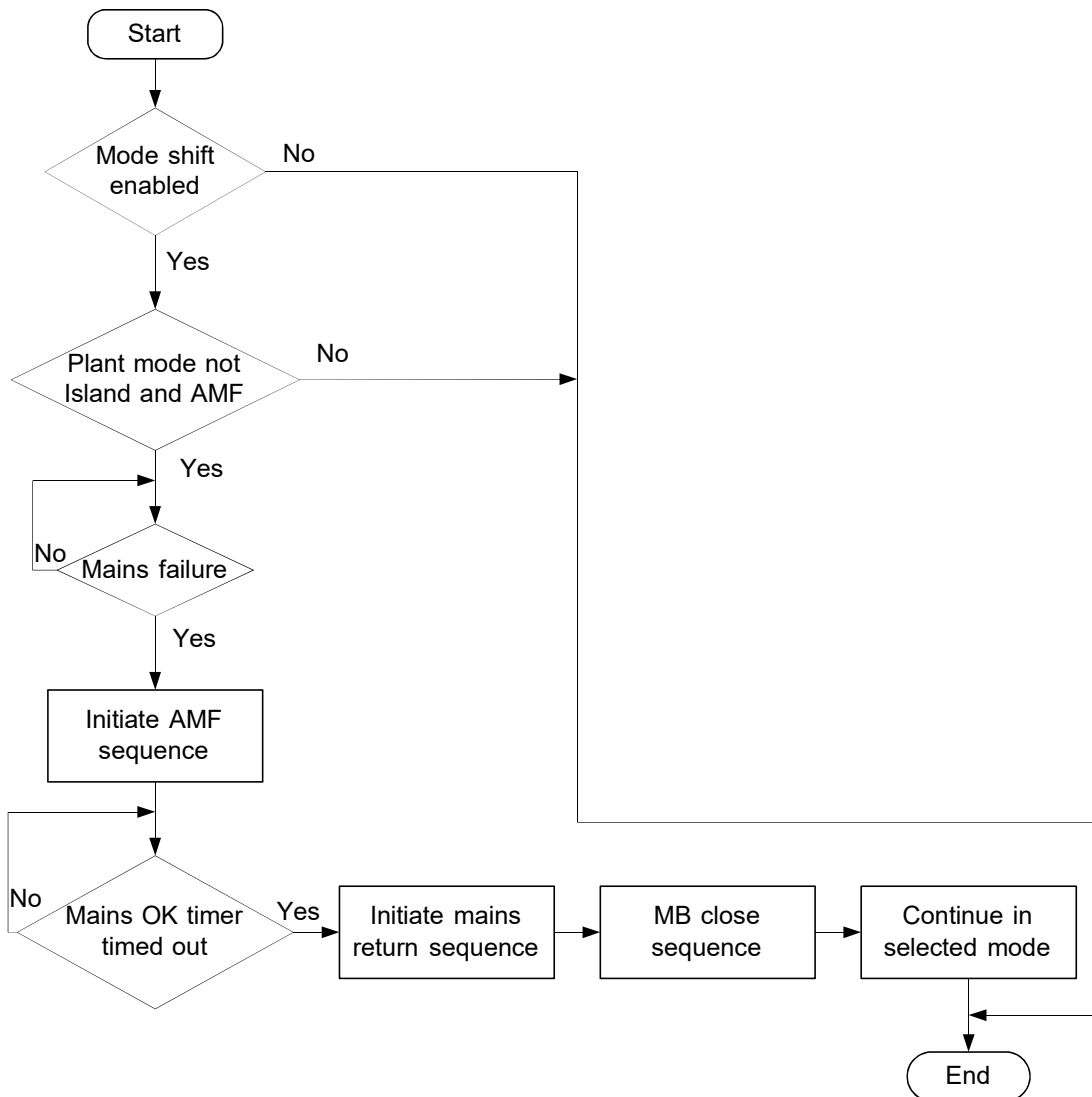 Start
Mode shift
enabled
No
Yes
Plant mode not
Island and AMF
No
Yes
No
Mains failure
Yes
Initiate AMF
sequence
No
Mains OK timer
timed out
Yes
Initiate mains
return sequence
MB close
sequence
Continue in
selected mode
End